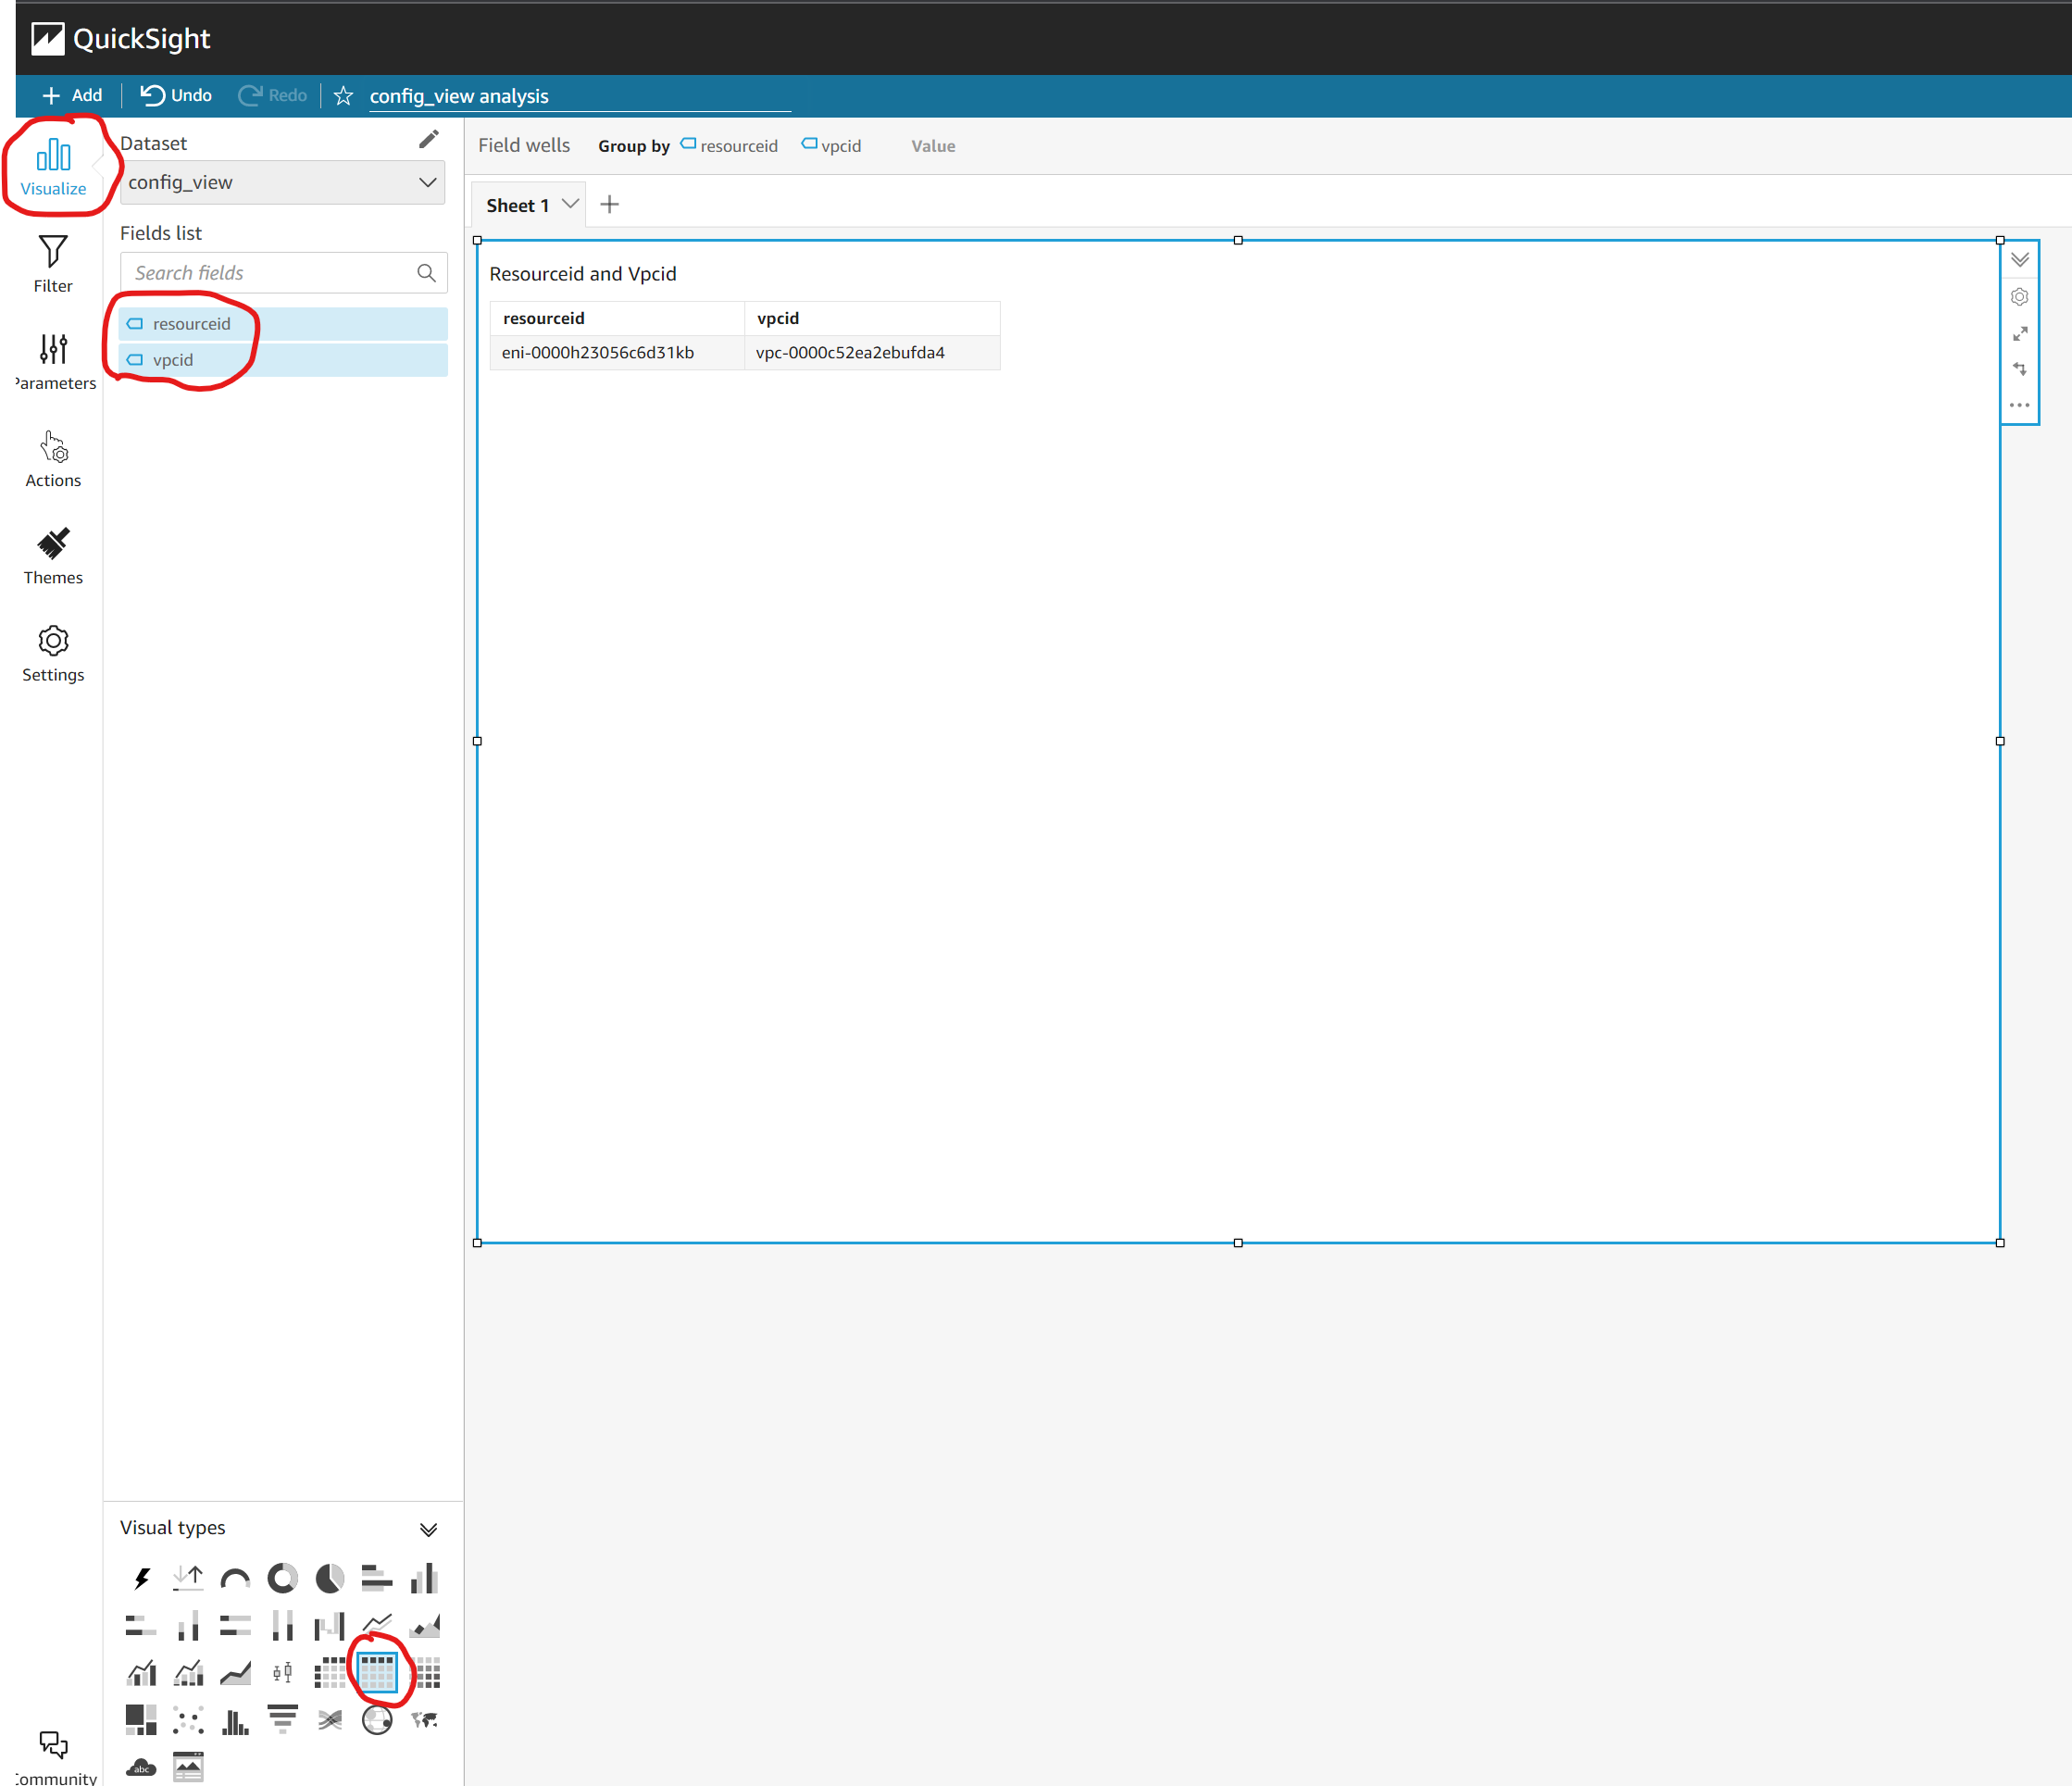 QuickSight
Add Undo Redo config_view analysis
Visualize
Filter
Parameters
Actions
Themes
Settings
Community
Dataset
config_view
Fields list
Search fields
resourceid
vpcid
Field wells Group by resourceid vpcid Value
Sheet 1
Resourceid and Vpcid
resourceid vpcid
eni-0000h23056c6d31kb vpc-0000c52ea2ebufda4
Visual types
abc